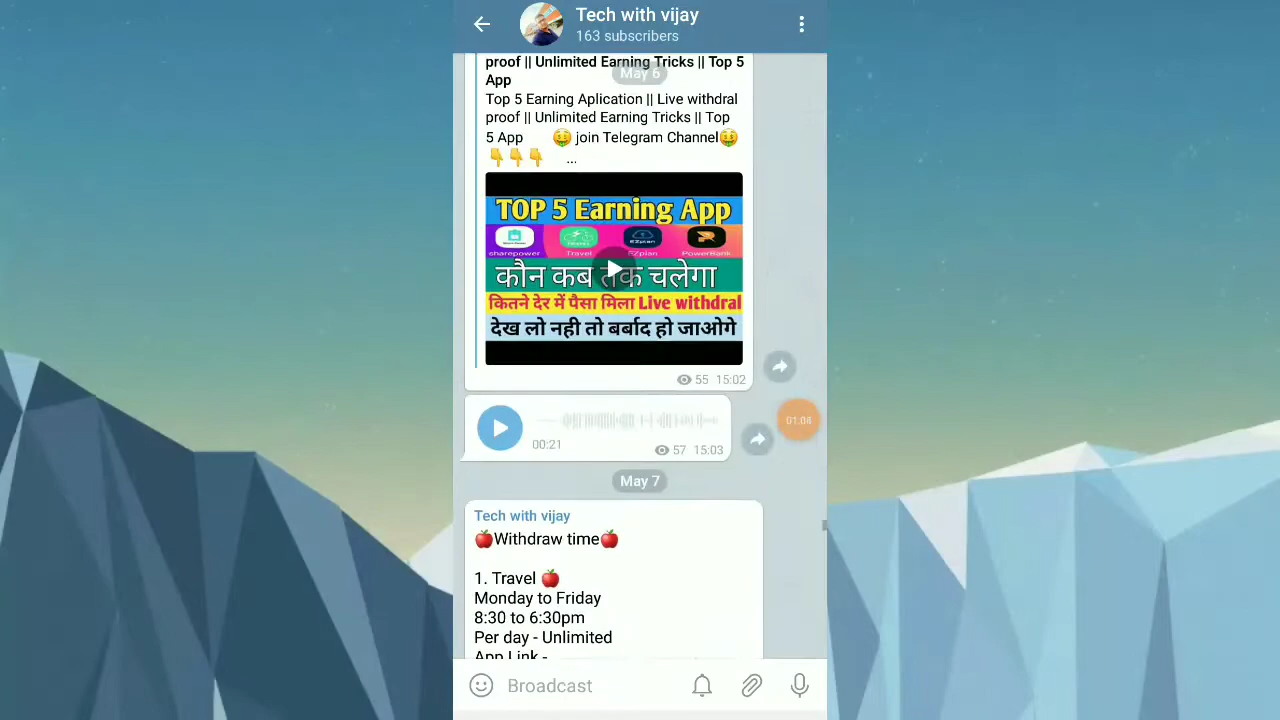 Tech with vijay
163 subscribers
proof || Unlimited Earning Tricks || Top 5
May 6
App
Top 5 Earning Aplication || Live withdral
proof || Unlimited Earning Tricks || Top
5 App 🤑 join Telegram Channel🤑
👇👇👇 ...
TOP 5 Earning App
sharepower Travel EZplan PowerBank
कौन कब तक चलेगा
कितने देर में पैसा मिला Live withdral
देख लो नही तो बर्बाद हो जाओगे
55 15:02
01:08
00:21 57 15:03
May 7
Tech with vijay
🍎Withdraw time🍎
1. Travel 🍎
Monday to Friday
8:30 to 6:30pm
Per day - Unlimited
App Link -
Broadcast